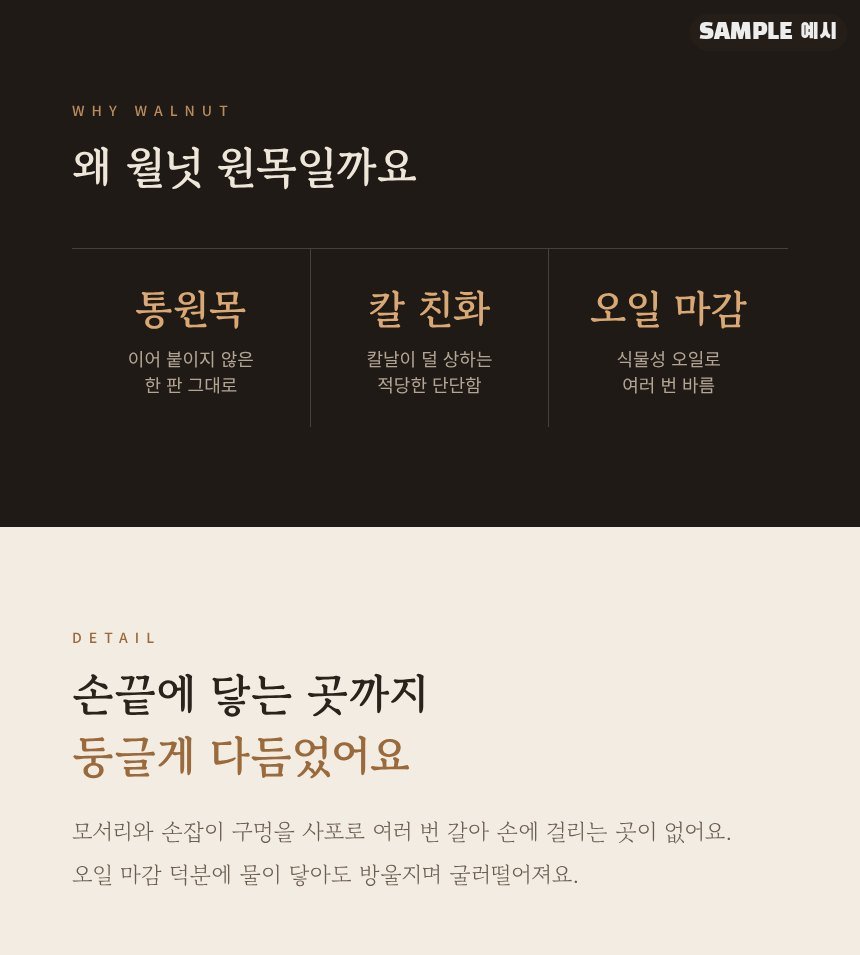 SAMPLE 예시
WHY WALNUT
왜 월넛 원목일까요
통원목
이어 붙이지 않은
한 판 그대로
칼 친화
칼날이 덜 상하는
적당한 단단함
오일 마감
식물성 오일로
여러 번 바름
DETAIL
손끝에 닿는 곳까지
둥글게 다듬었어요
모서리와 손잡이 구멍을 사포로 여러 번 갈아 손에 걸리는 곳이 없어요.
오일 마감 덕분에 물이 닿아도 방울지며 굴러떨어져요.